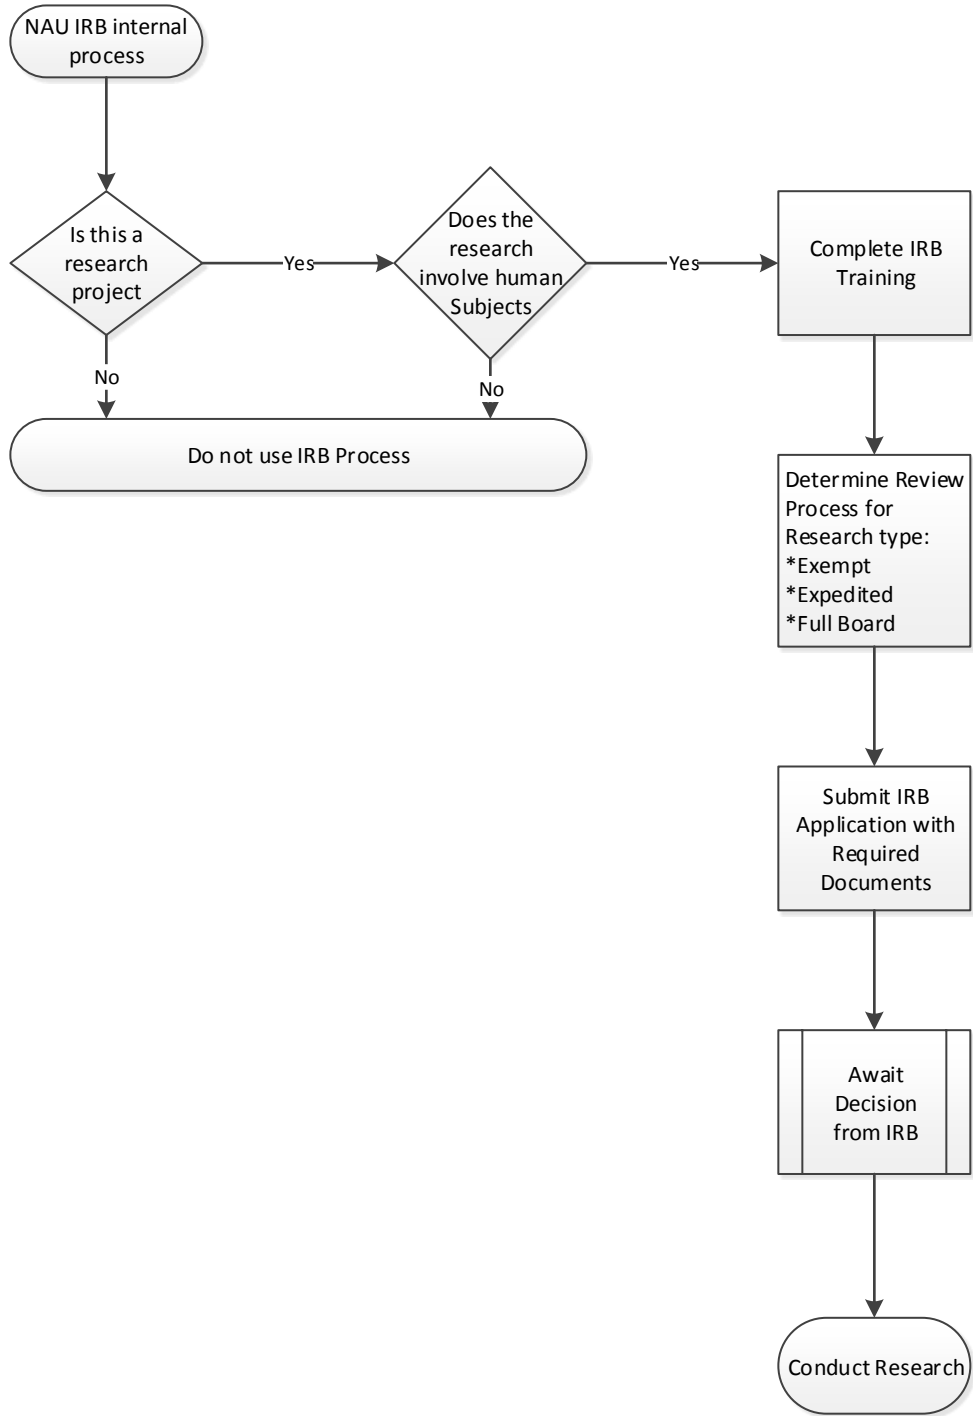 NAU IRB internal
process
Is this a
research
project
Yes
Does the
research
involve human
Subjects
Yes
Complete IRB
Training
No
No
Do not use IRB Process
Determine Review
Process for
Research type:
*Exempt
*Expedited
*Full Board
Submit IRB
Application with
Required
Documents
Await
Decision
from IRB
Conduct Research